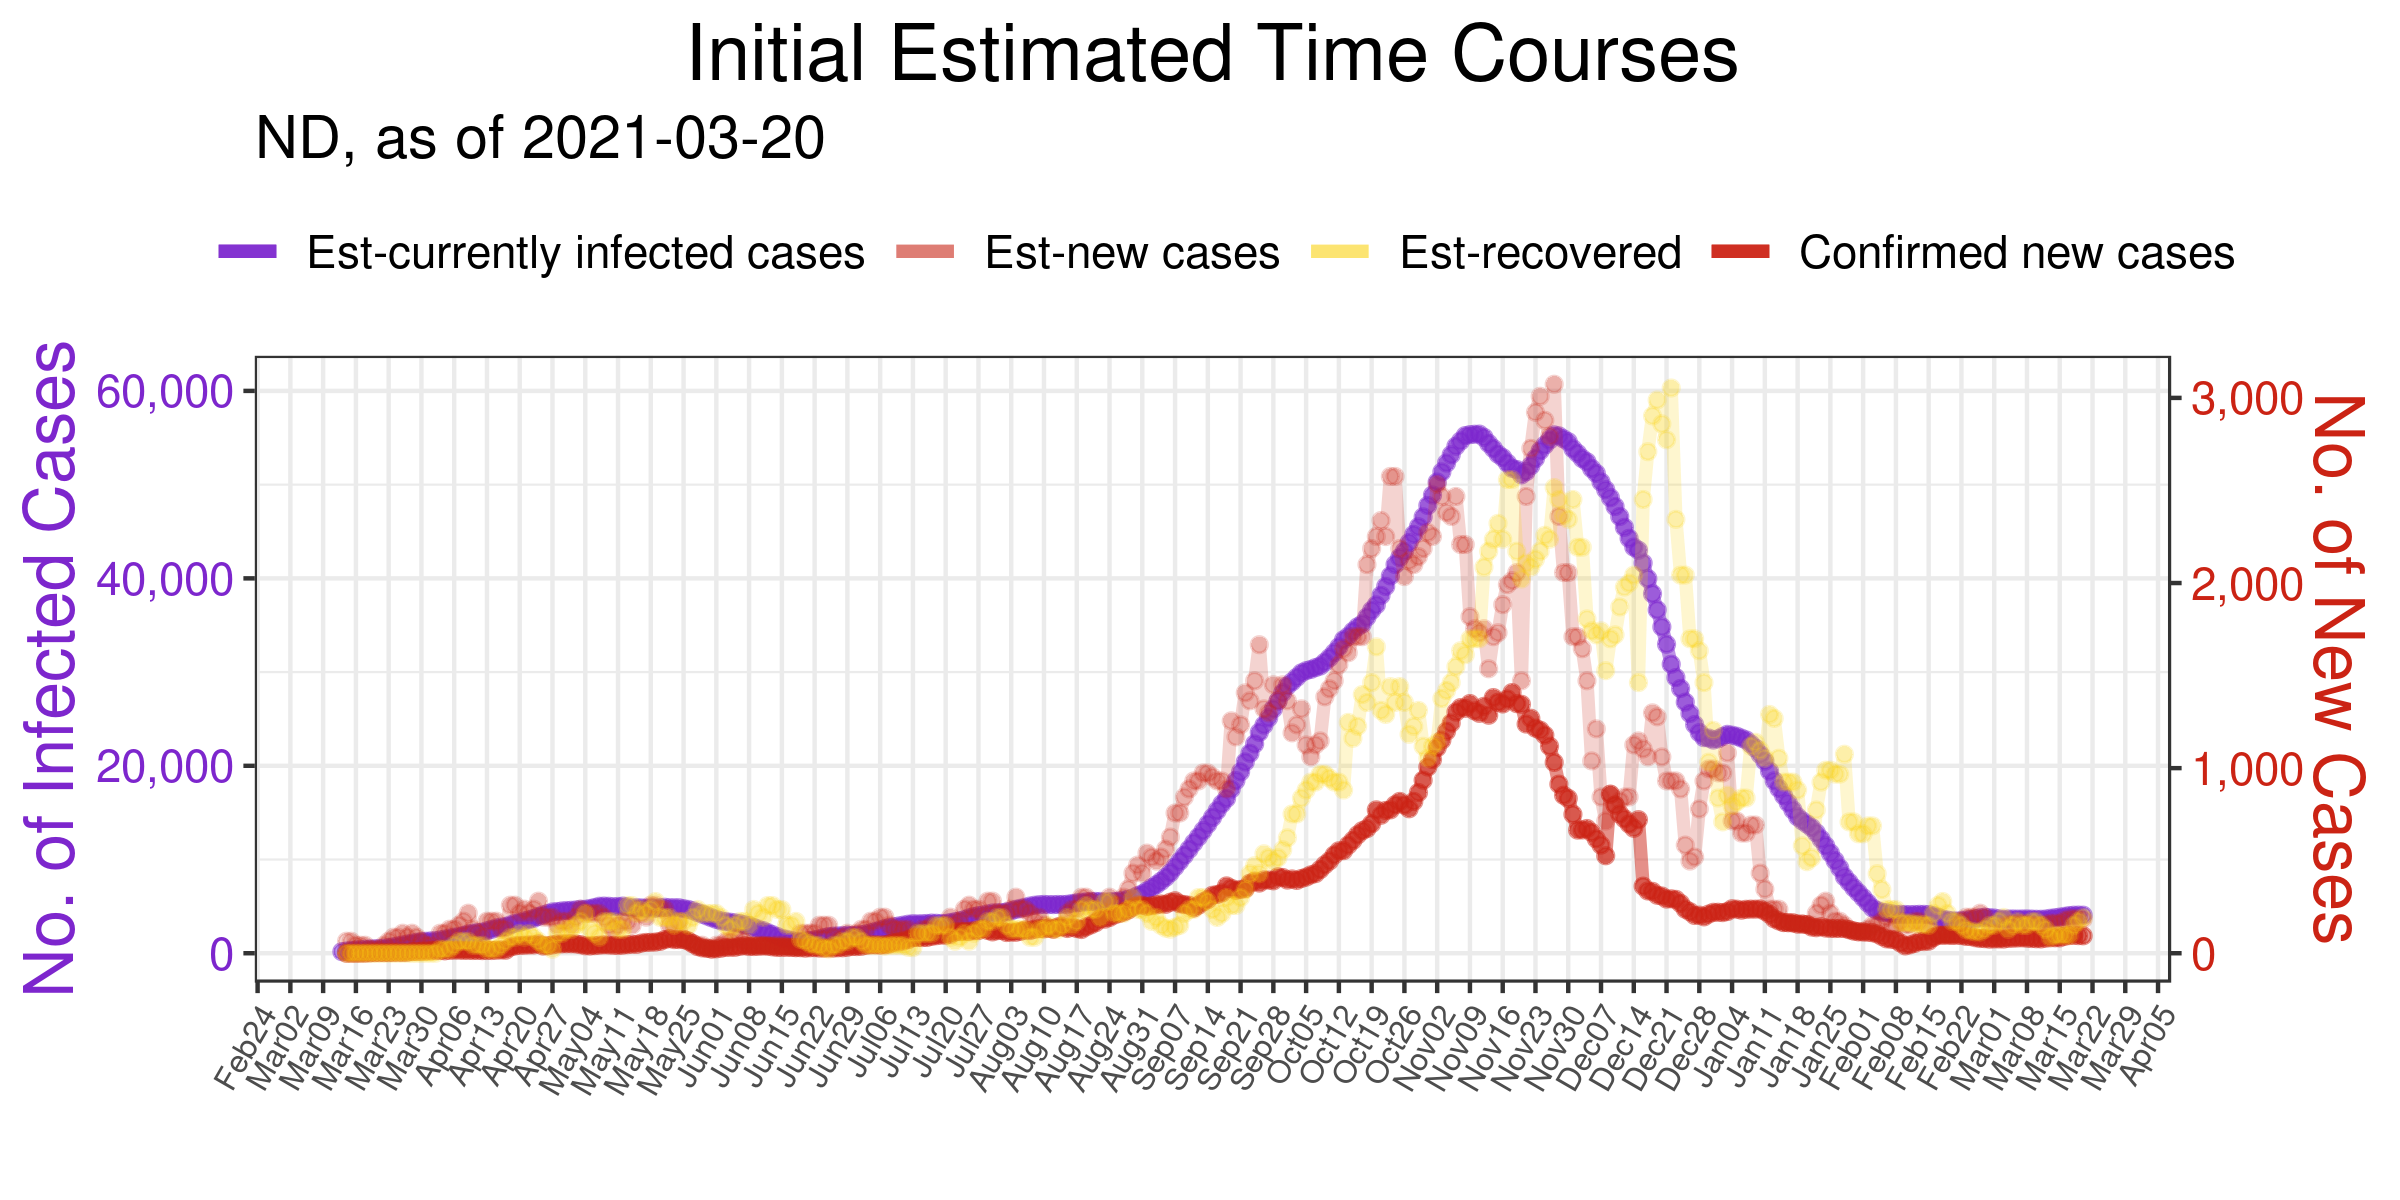 Initial Estimated Time Courses
ND, as of 2021-03-20
Est-currently infected cases Est-new cases Est-recovered Confirmed new cases
No. of Infected Cases
60,000
40,000
20,000
0
3,000
2,000
1,000
0
No. of New Cases
Feb24 Mar02 Mar09 Mar16 Mar23 Mar30 Apr06 Apr13 Apr20 Apr27 May04 May11 May18 May25 Jun01 Jun08 Jun15 Jun22 Jun29 Jul06 Jul13 Jul20 Jul27 Aug03 Aug10 Aug17 Aug24 Aug31 Sep07 Sep14 Sep21 Sep28 Oct05 Oct12 Oct19 Oct26 Nov02 Nov09 Nov16 Nov23 Nov30 Dec07 Dec14 Dec21 Dec28 Jan04 Jan11 Jan18 Jan25 Feb01 Feb08 Feb15 Feb22 Mar01 Mar08 Mar15 Mar22 Mar29 Apr05